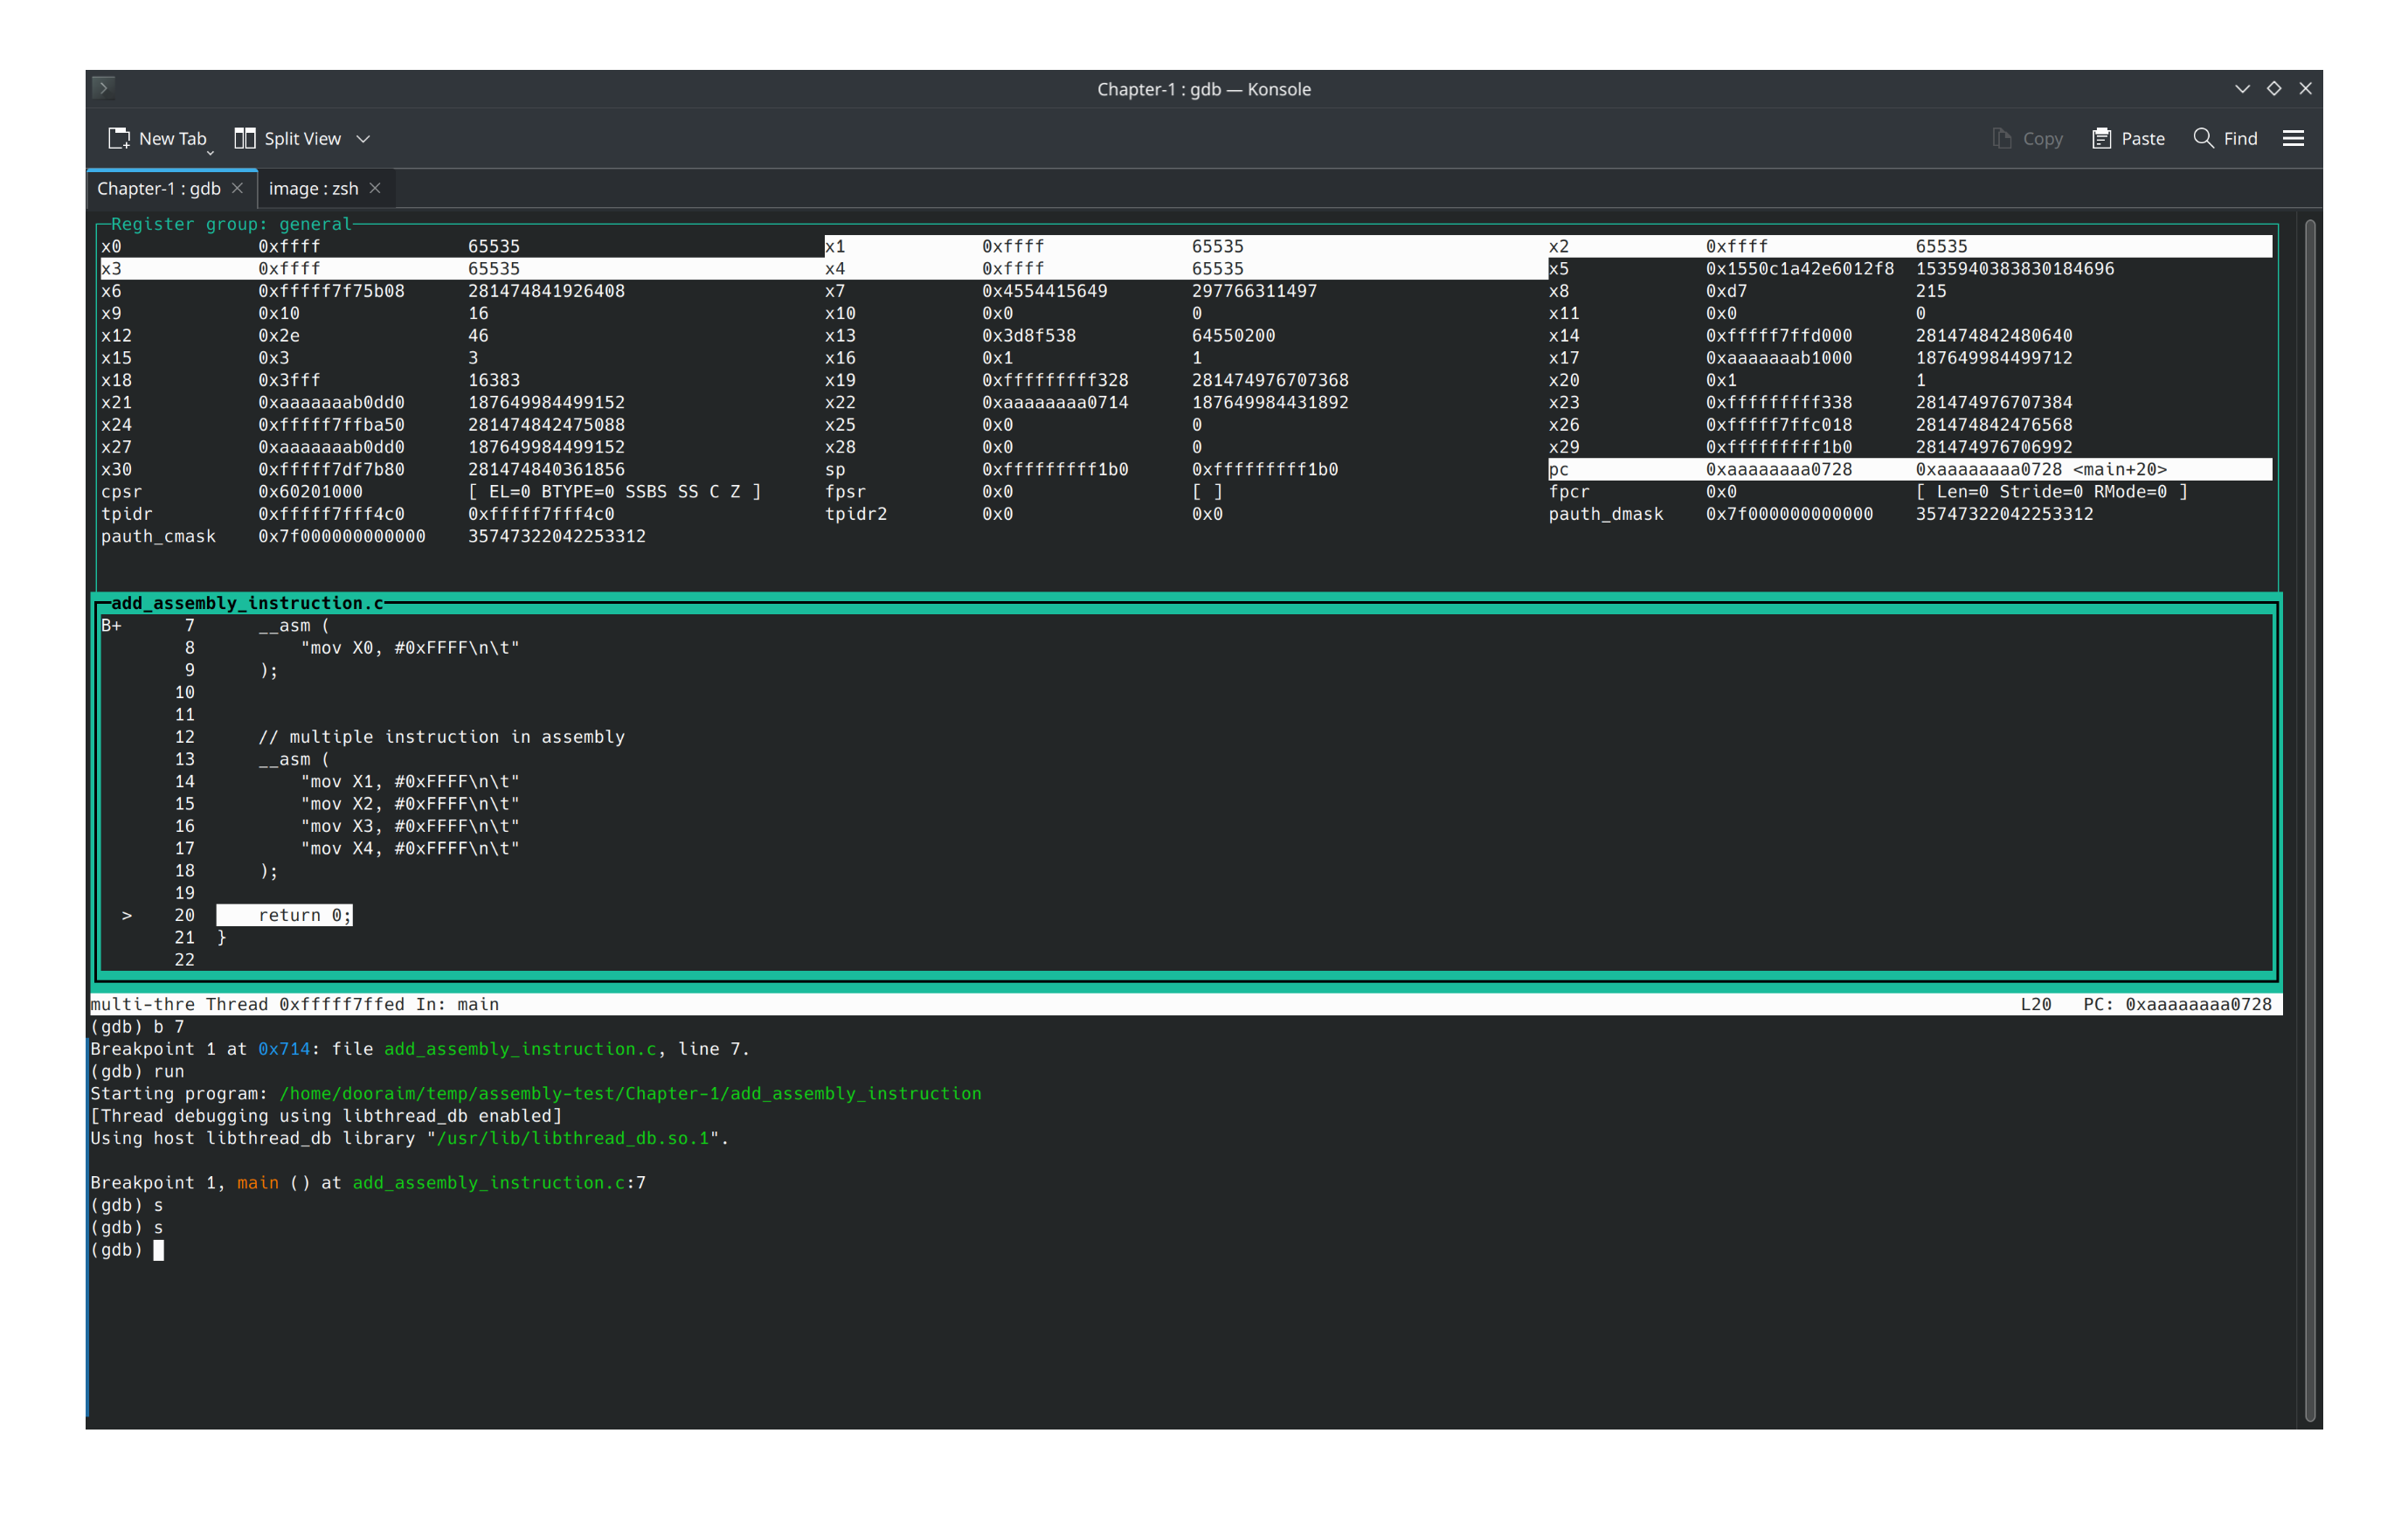 Chapter-1 : gdb — Konsole
New Tab Split View Copy Paste Find
Chapter-1 : gdb image : zsh
Register group: general
x0 0xffff 65535 x1 0xffff 65535 x2 0xffff 65535
x3 0xffff 65535 x4 0xffff 65535 x5 0x1550c1a42e6012f8 1535940383830184696
x6 0xfffff7f75b08 281474841926408 x7 0x4554415649 297766311497 x8 0xd7 215
x9 0x10 16 x10 0x0 0 x11 0x0 0
x12 0x2e 46 x13 0x3d8f538 64550200 x14 0xfffff7ffd000 281474842480640
x15 0x3 3 x16 0x1 1 x17 0xaaaaaaab1000 187649984499712
x18 0x3fff 16383 x19 0xfffffffff328 281474976707368 x20 0x1 1
x21 0xaaaaaaab0dd0 187649984499152 x22 0xaaaaaaaa0714 187649984431892 x23 0xfffffffff338 281474976707384
x24 0xfffff7ffba50 281474842475088 x25 0x0 0 x26 0xfffff7ffc018 281474842476568
x27 0xaaaaaaab0dd0 187649984499152 x28 0x0 0 x29 0xfffffffff1b0 281474976706992
x30 0xfffff7df7b80 281474840361856 sp 0xfffffffff1b0 0xfffffffff1b0 pc 0xaaaaaaaa0728 0xaaaaaaaa0728 <main+20>
cpsr 0x60201000 [ EL=0 BTYPE=0 SSBS SS C Z ] fpsr 0x0 [ ] fpcr 0x0 [ Len=0 Stride=0 RMode=0 ]
tpidr 0xfffff7fff4c0 0xfffff7fff4c0 tpidr2 0x0 0x0 pauth_dmask 0x7f000000000000 35747322042253312
pauth_cmask 0x7f000000000000 35747322042253312
add_assembly_instruction.c
B+ 7 __asm (
8 "mov X0, #0xFFFF\n\t"
9 );
10
11
12 // multiple instruction in assembly
13 __asm (
14 "mov X1, #0xFFFF\n\t"
15 "mov X2, #0xFFFF\n\t"
16 "mov X3, #0xFFFF\n\t"
17 "mov X4, #0xFFFF\n\t"
18 );
19
> 20 return 0;
21 }
22
multi-thre Thread 0xfffff7ffed In: main L20 PC: 0xaaaaaaaa0728
(gdb) b 7
Breakpoint 1 at 0x714: file add_assembly_instruction.c, line 7.
(gdb) run
Starting program: /home/dooraim/temp/assembly-test/Chapter-1/add_assembly_instruction
[Thread debugging using libthread_db enabled]
Using host libthread_db library "/usr/lib/libthread_db.so.1".
Breakpoint 1, main () at add_assembly_instruction.c:7
(gdb) s
(gdb) s
(gdb)